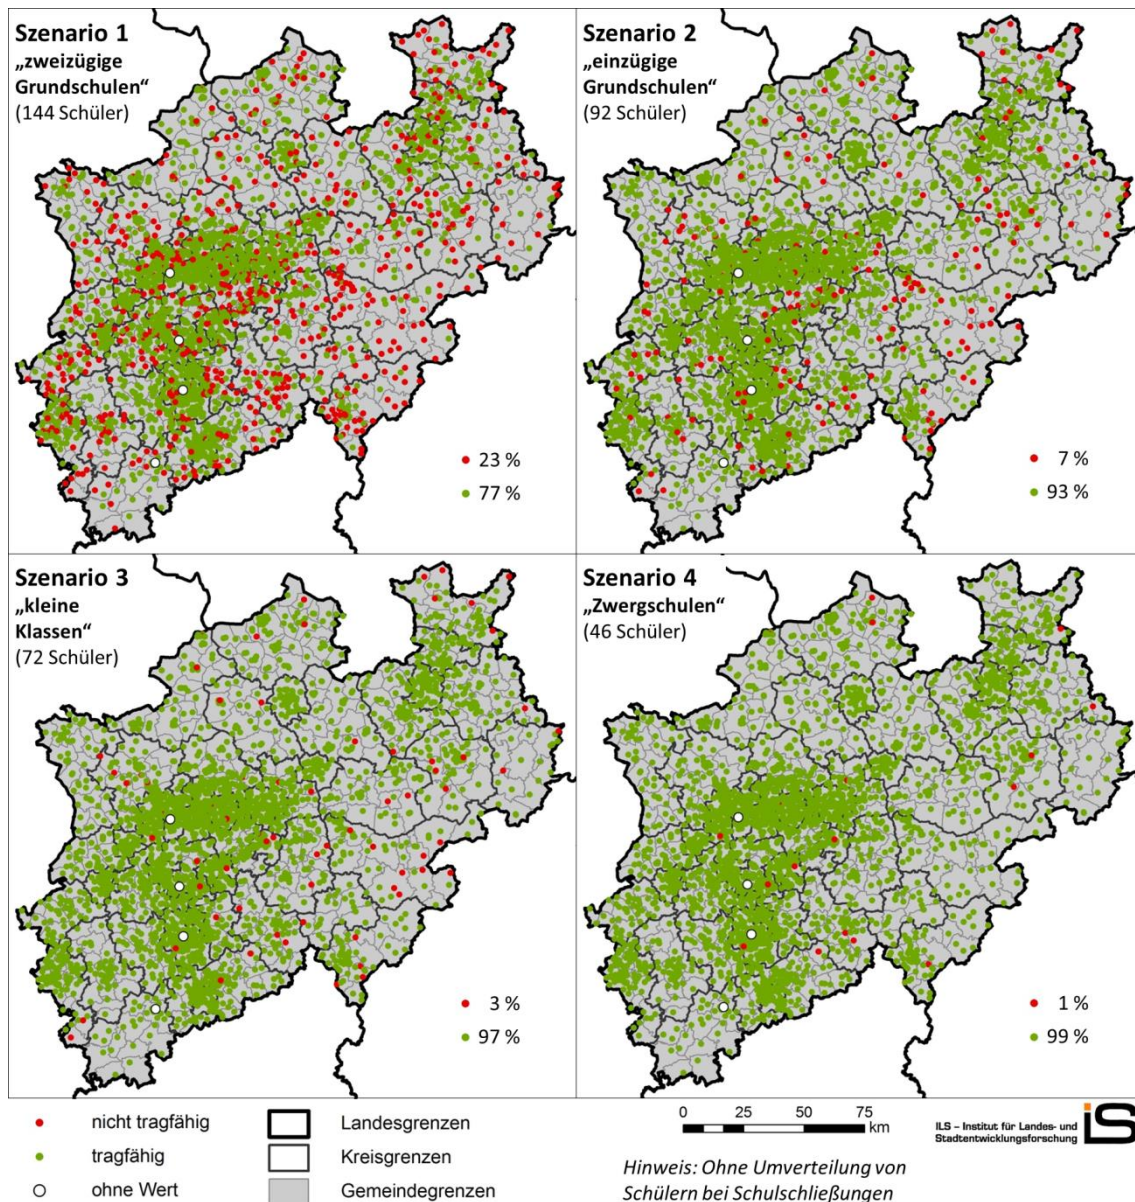 Szenario 1
„zweizügige
Grundschulen“
(144 Schüler)
23 %
77 %
Szenario 2
„einzügige
Grundschulen“
(92 Schüler)
7 %
93 %
Szenario 3
„kleine
Klassen“
(72 Schüler)
3 %
97 %
Szenario 4
„Zwergschulen“
(46 Schüler)
1 %
99 %
nicht tragfähig
tragfähig
ohne Wert
Landesgrenzen
Kreisgrenzen
Gemeindegrenzen
0 25 50 75
km
Hinweis: Ohne Umverteilung von
Schülern bei Schulschließungen
ILS – Institut für Landes- und
Stadtentwicklungsforschung
iLS